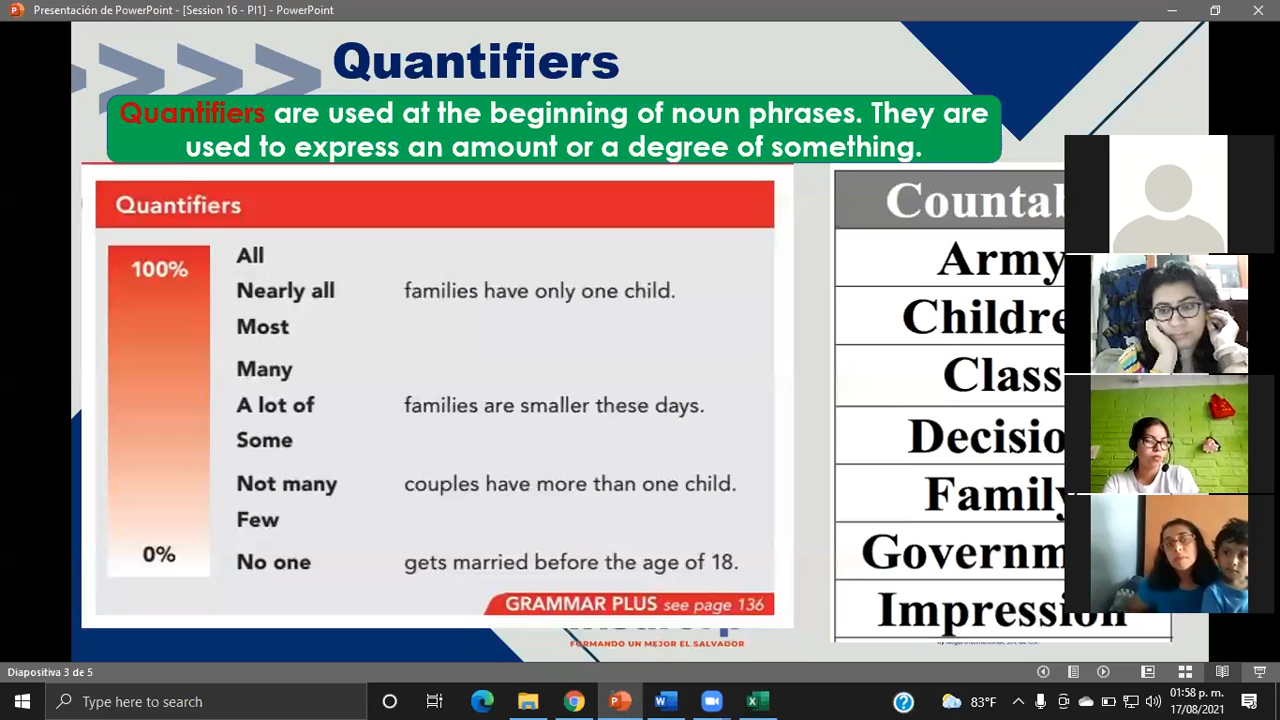 Presentación de PowerPoint - [Session 16 - PI1] - PowerPoint
Quantifiers
Quantifiers are used at the beginning of noun phrases. They are
used to express an amount or a degree of something.
Quantifiers
100%
All
Nearly all families have only one child.
Most
Many
A lot of families are smaller these days.
Some
Not many couples have more than one child.
Few
0%
No one gets married before the age of 18.
GRAMMAR PLUS see page 136
FORMANDO UN MEJOR EL SALVADOR
Countab
Army
Childre
Class
Decisio
Family
Governm
Impression
Diapositiva 3 de 5
Type here to search
83°F
01:58 p. m.
17/08/2021